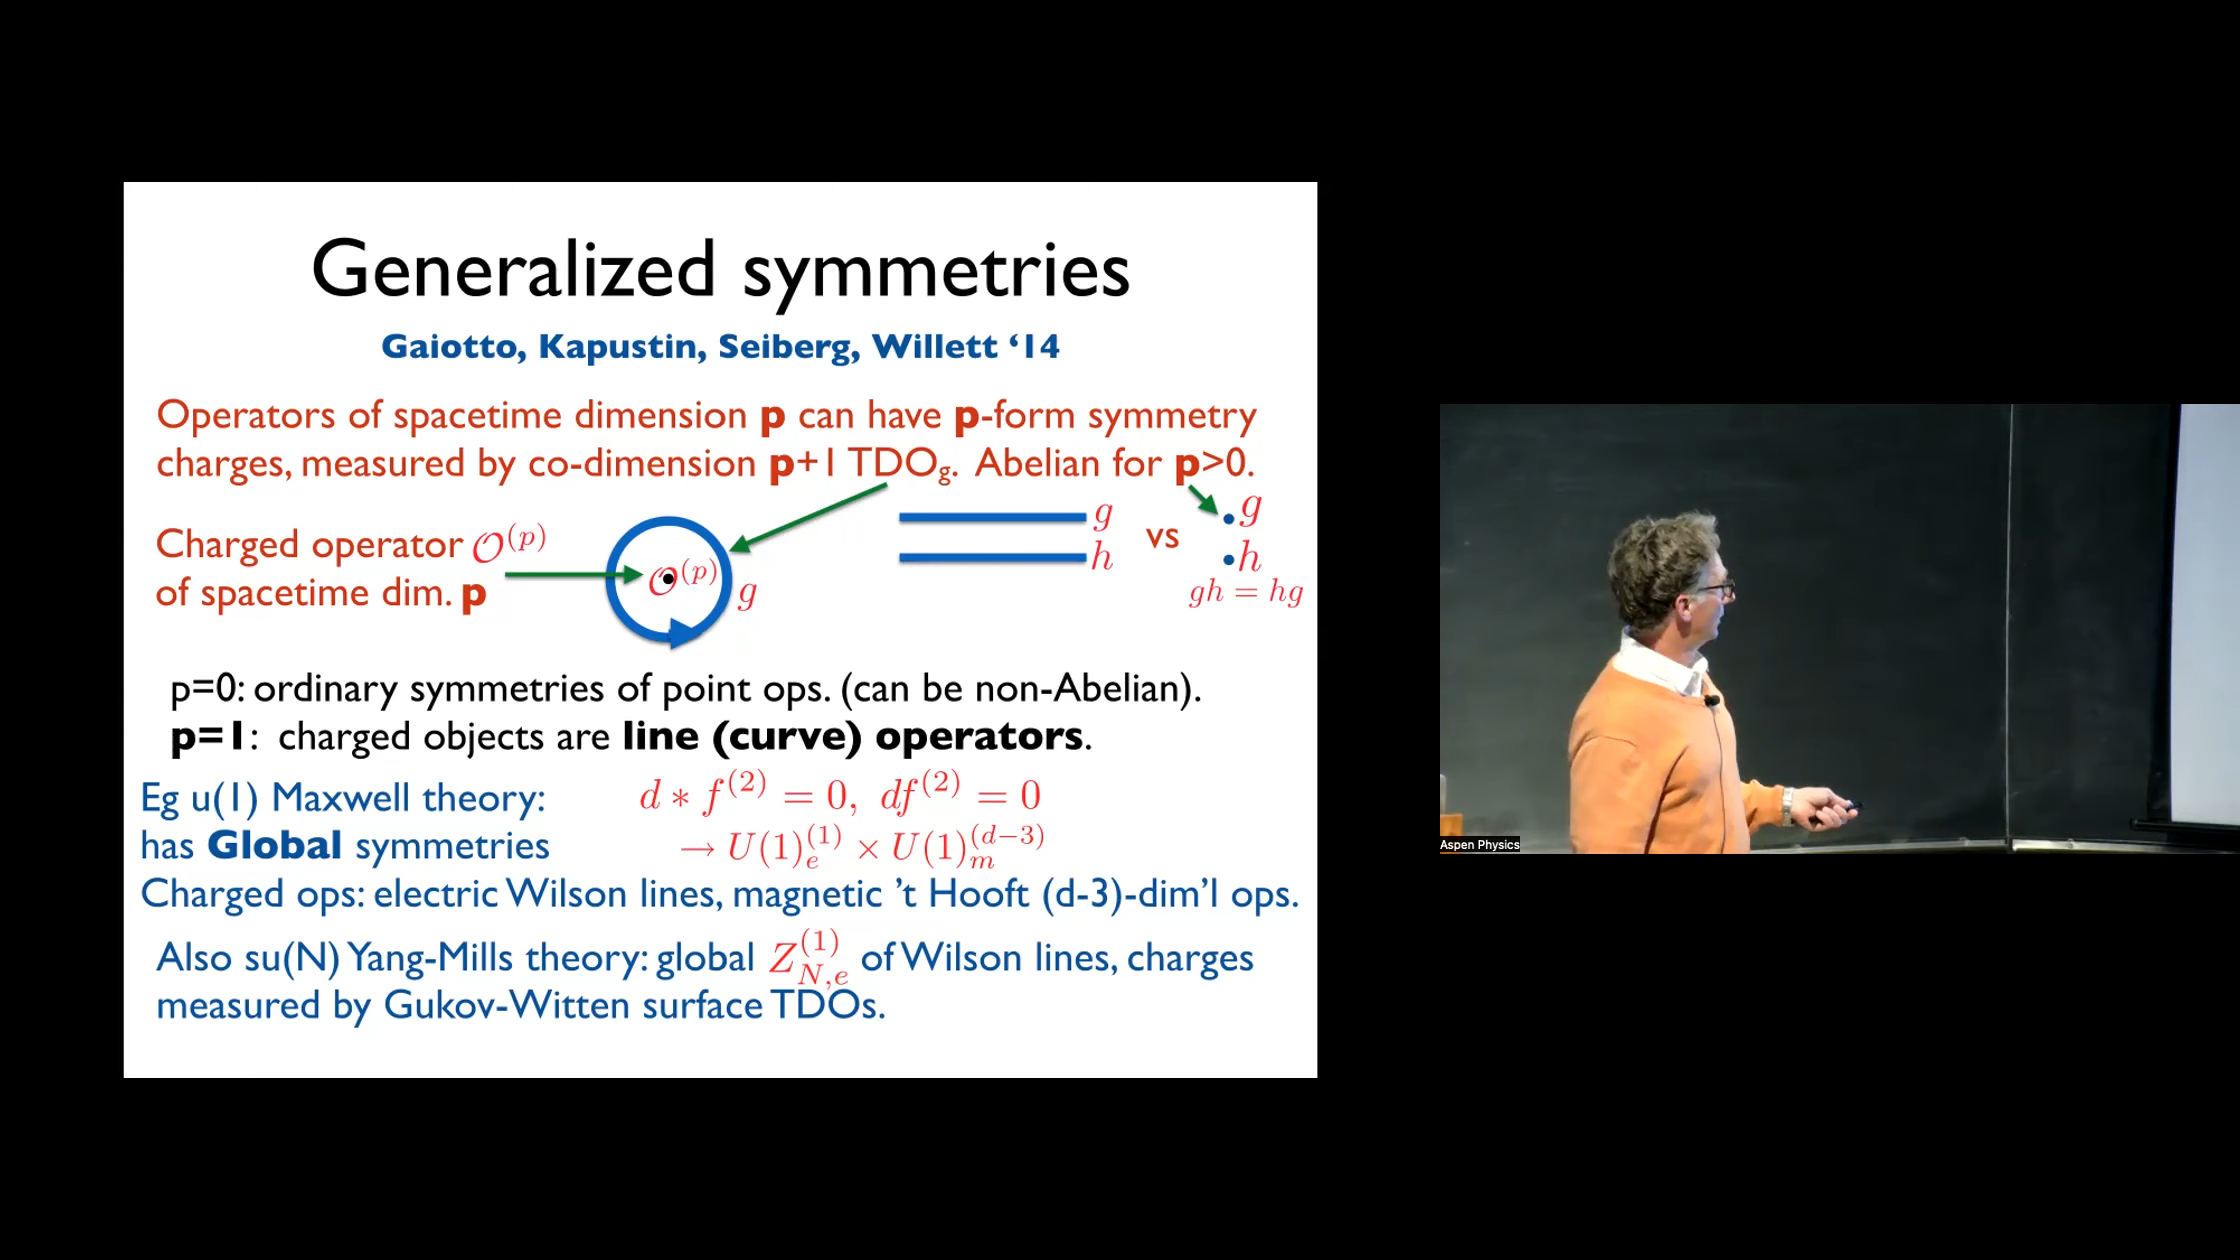 Generalized symmetries
Gaiotto, Kapustin, Seiberg, Willett ‘14
Operators of spacetime dimension p can have p-form symmetry
charges, measured by co-dimension p+1 TDO_g. Abelian for p>0.
Charged operator 𝒪^{(p)}
of spacetime dim. p
𝒪^{(p)}
g
g
h
vs
•g
•h
gh = hg
p=0: ordinary symmetries of point ops. (can be non-Abelian).
p=1: charged objects are line (curve) operators.
Eg u(1) Maxwell theory: d ∗ f^{(2)} = 0, df^{(2)} = 0
has Global symmetries → U(1)_e^{(1)} × U(1)_m^{(d−3)}
Charged ops: electric Wilson lines, magnetic ’t Hooft (d-3)-dim’l ops.
Also su(N) Yang-Mills theory: global Z_{N,e}^{(1)} of Wilson lines, charges
measured by Gukov-Witten surface TDOs.
Aspen Physics